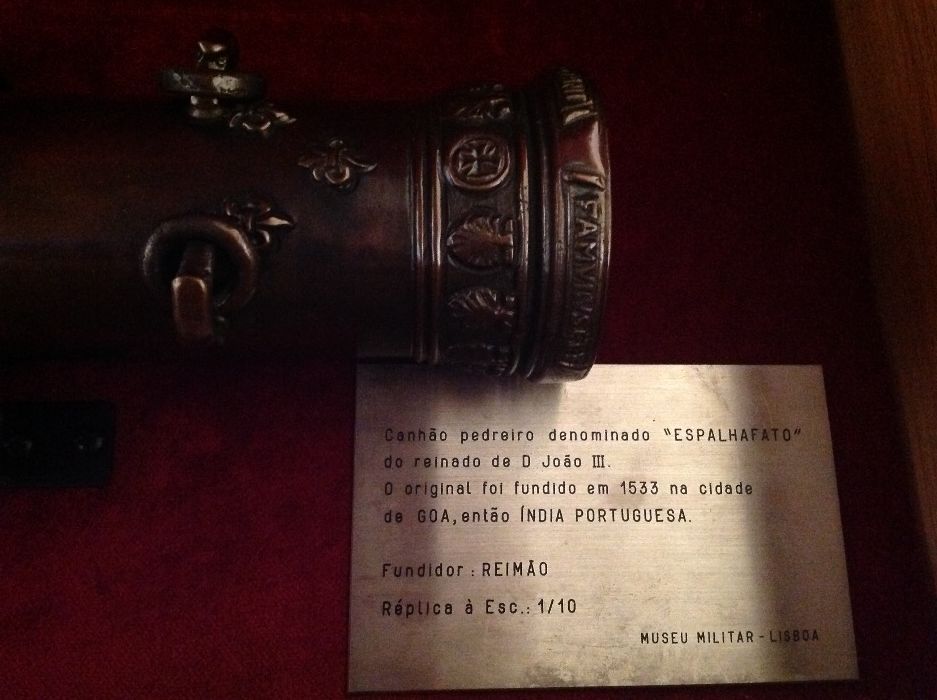 Canhão pedreiro denominado "ESPALHAFATO"
do reinado de D João III.
O original foi fundido em 1533 na cidade
de GOA, então ÍNDIA PORTUGUESA.
Fundidor : REIMÃO
Réplica à Esc.: 1/10
MUSEU MILITAR - LISBOA